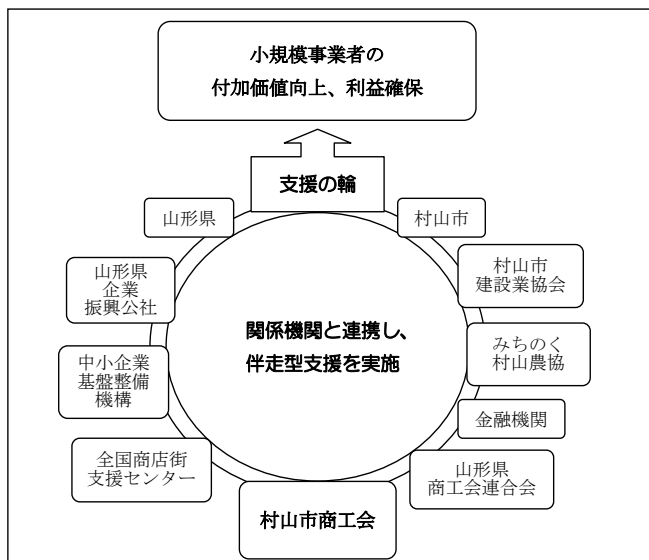 小規模事業者の
付加価値向上、利益確保
支援の輪
山形県
村山市
山形県
企業
振興公社
村山市
建設業協会
関係機関と連携し、
伴走型支援を実施
中小企業
基盤整備
機構
みちのく
村山農協
金融機関
全国商店街
支援センター
山形県
商工会連合会
村山市商工会